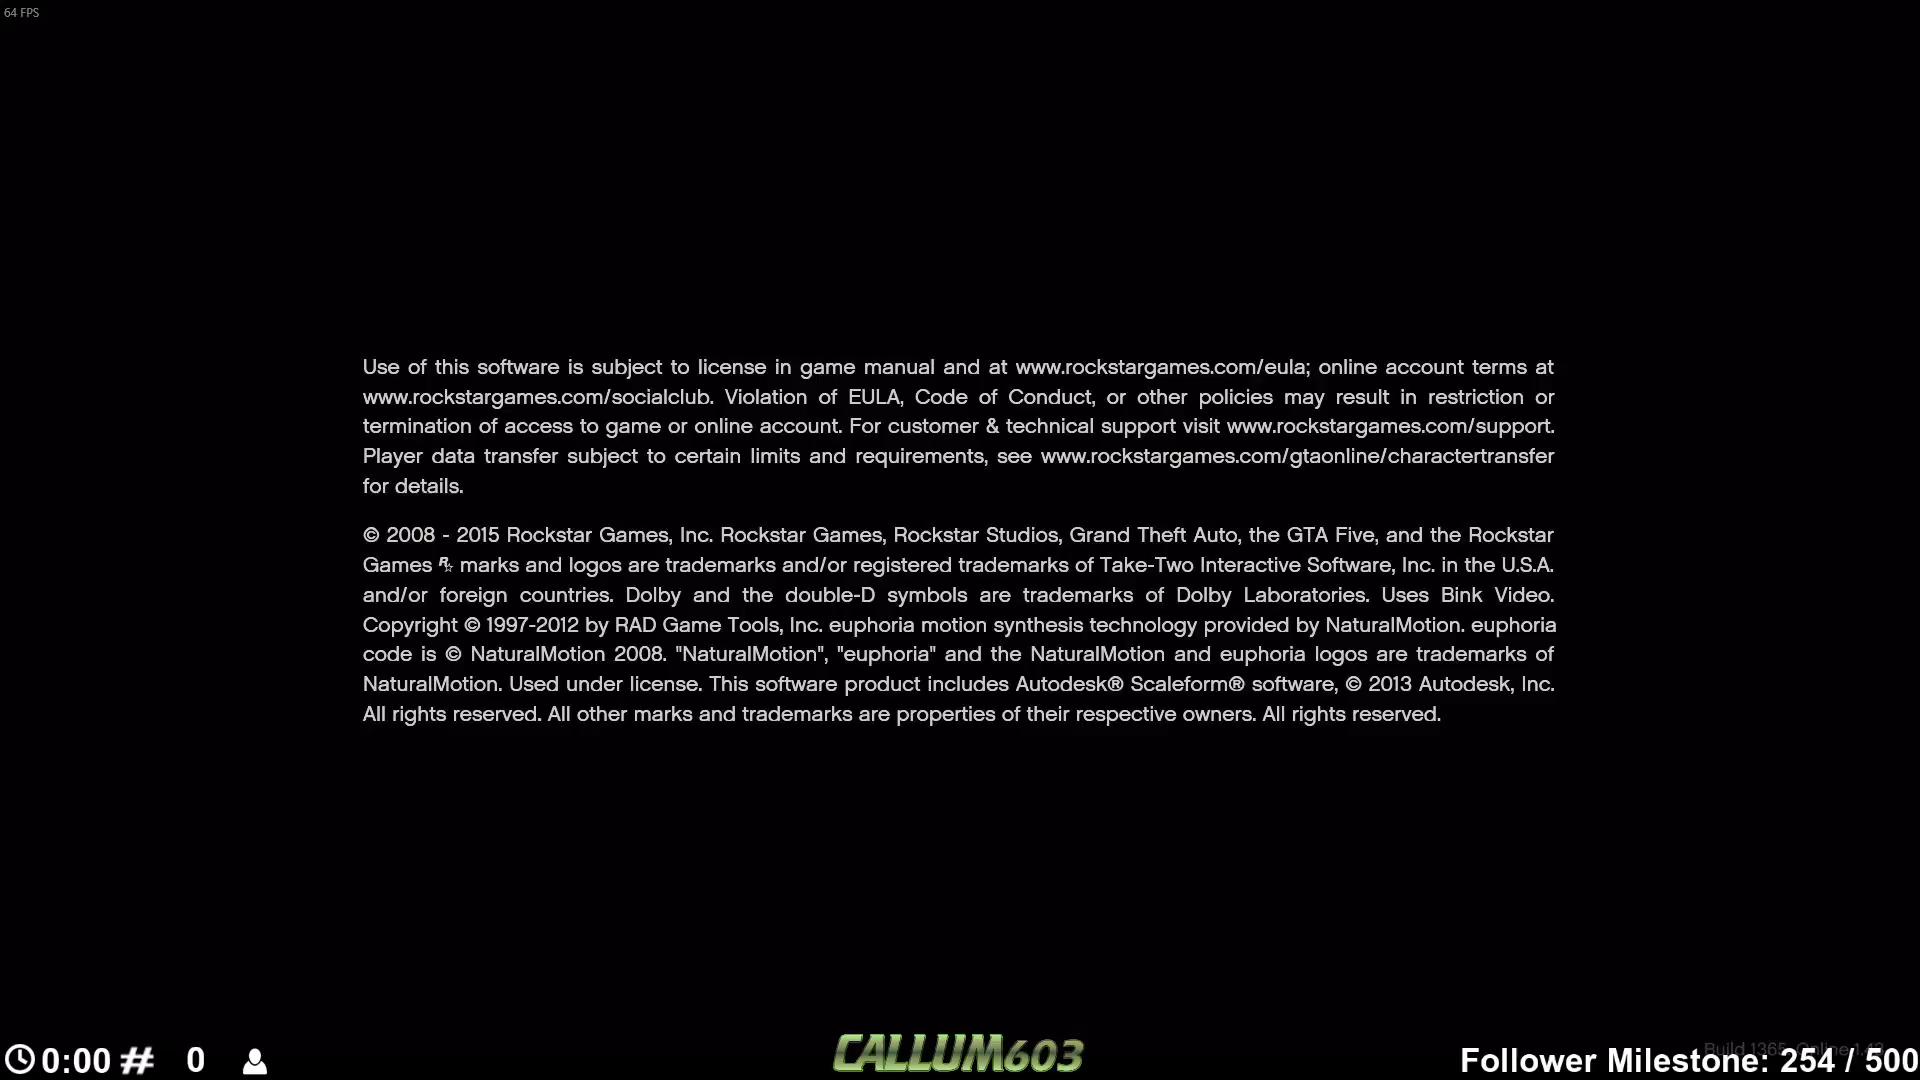 64 FPS
Use of this software is subject to license in game manual and at www.rockstargames.com/eula; online account terms at
www.rockstargames.com/socialclub. Violation of EULA, Code of Conduct, or other policies may result in restriction or
termination of access to game or online account. For customer & technical support visit www.rockstargames.com/support.
Player data transfer subject to certain limits and requirements, see www.rockstargames.com/gtaonline/charactertransfer
for details.
© 2008 - 2015 Rockstar Games, Inc. Rockstar Games, Rockstar Studios, Grand Theft Auto, the GTA Five, and the Rockstar
Games R☆ marks and logos are trademarks and/or registered trademarks of Take-Two Interactive Software, Inc. in the U.S.A.
and/or foreign countries. Dolby and the double-D symbols are trademarks of Dolby Laboratories. Uses Bink Video.
Copyright © 1997-2012 by RAD Game Tools, Inc. euphoria motion synthesis technology provided by NaturalMotion. euphoria
code is © NaturalMotion 2008. "NaturalMotion", "euphoria" and the NaturalMotion and euphoria logos are trademarks of
NaturalMotion. Used under license. This software product includes Autodesk® Scaleform® software, © 2013 Autodesk, Inc.
All rights reserved. All other marks and trademarks are properties of their respective owners. All rights reserved.
Build 1365 Online
0:00 # 0
CALLUM603
Follower Milestone: 254 / 500